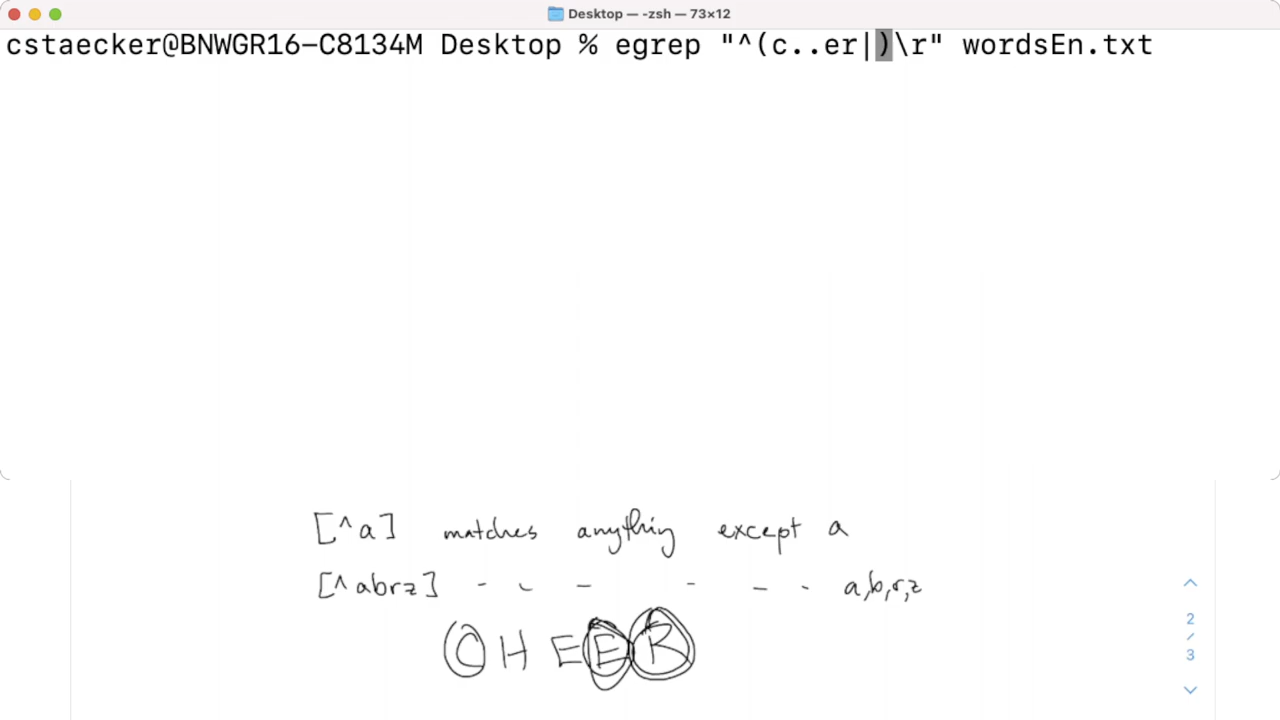 Desktop — -zsh — 73×12
cstaecker@BNWGR16-C8134M Desktop % egrep "^(c..er|)\r" wordsEn.txt
[^a] matches anything except a
[^abrz] - - - - - - a,b,r,z
CHEER
2
/
3